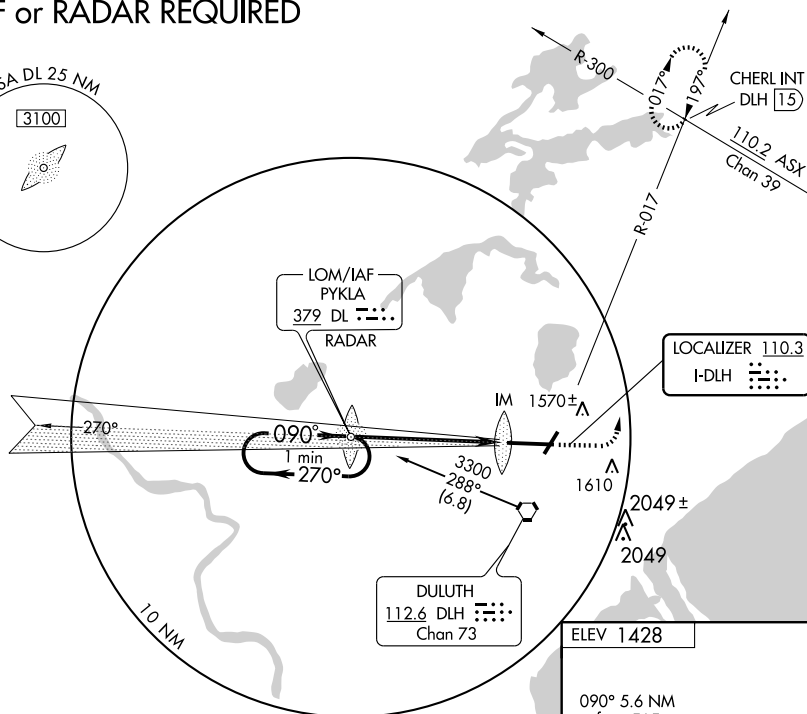 or RADAR REQUIRED
DL 25 NM
3100
R-300
017°
197°
CHERL INT
DLH 15
110.2 ASX
Chan 39
R-017
LOM/IAF
PYKLA
379 DL
RADAR
LOCALIZER 110.3
I-DLH
IM
1570±
270°
090°
1 min
270°
3300
288°
(6.8)
1610
2049±
2049
DULUTH
112.6 DLH
Chan 73
10 NM
ELEV 1428
090° 5.6 NM